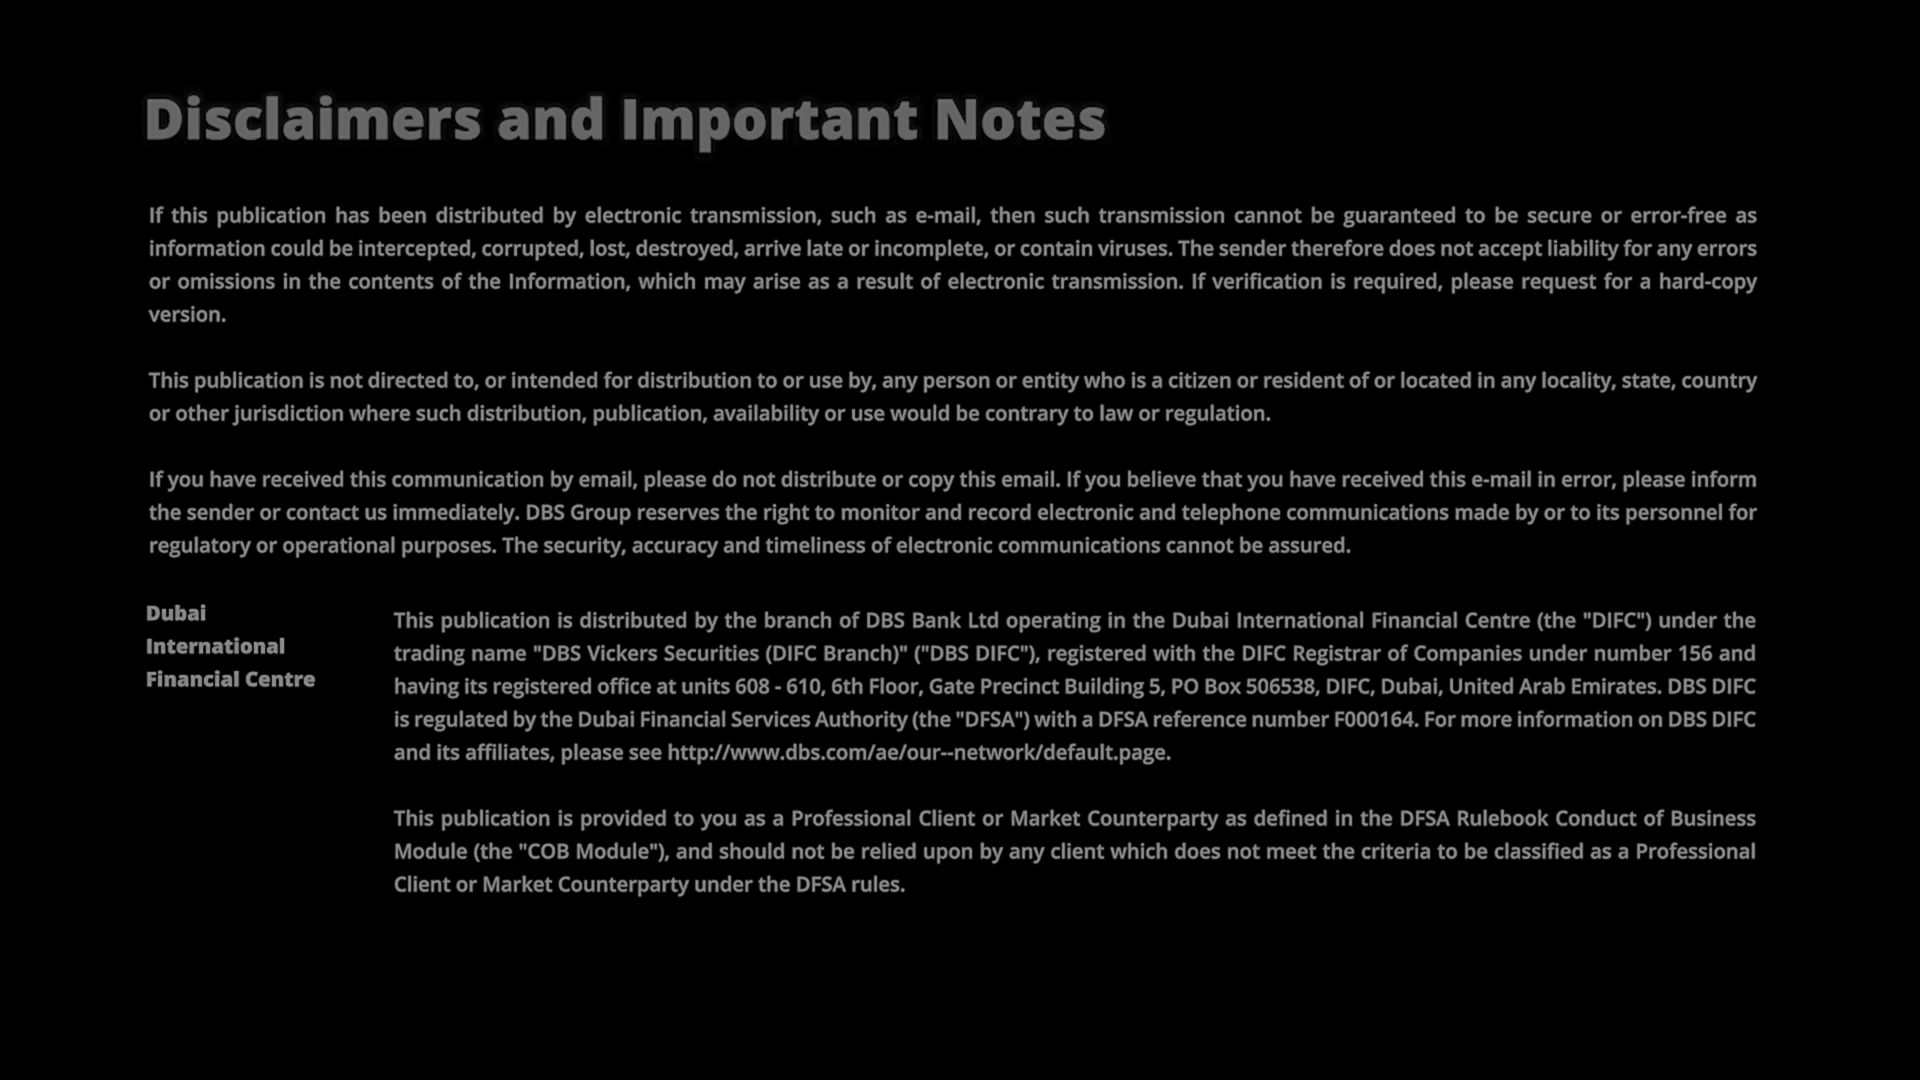 Disclaimers and Important Notes
If this publication has been distributed by electronic transmission, such as e-mail, then such transmission cannot be guaranteed to be secure or error-free as
information could be intercepted, corrupted, lost, destroyed, arrive late or incomplete, or contain viruses. The sender therefore does not accept liability for any errors
or omissions in the contents of the Information, which may arise as a result of electronic transmission. If verification is required, please request for a hard-copy
version.
This publication is not directed to, or intended for distribution to or use by, any person or entity who is a citizen or resident of or located in any locality, state, country
or other jurisdiction where such distribution, publication, availability or use would be contrary to law or regulation.
If you have received this communication by email, please do not distribute or copy this email. If you believe that you have received this e-mail in error, please inform
the sender or contact us immediately. DBS Group reserves the right to monitor and record electronic and telephone communications made by or to its personnel for
regulatory or operational purposes. The security, accuracy and timeliness of electronic communications cannot be assured.
Dubai
International
Financial Centre
This publication is distributed by the branch of DBS Bank Ltd operating in the Dubai International Financial Centre (the "DIFC") under the
trading name "DBS Vickers Securities (DIFC Branch)" ("DBS DIFC"), registered with the DIFC Registrar of Companies under number 156 and
having its registered office at units 608 - 610, 6th Floor, Gate Precinct Building 5, PO Box 506538, DIFC, Dubai, United Arab Emirates. DBS DIFC
is regulated by the Dubai Financial Services Authority (the "DFSA") with a DFSA reference number F000164. For more information on DBS DIFC
and its affiliates, please see http://www.dbs.com/ae/our--network/default.page.
This publication is provided to you as a Professional Client or Market Counterparty as defined in the DFSA Rulebook Conduct of Business
Module (the "COB Module"), and should not be relied upon by any client which does not meet the criteria to be classified as a Professional
Client or Market Counterparty under the DFSA rules.